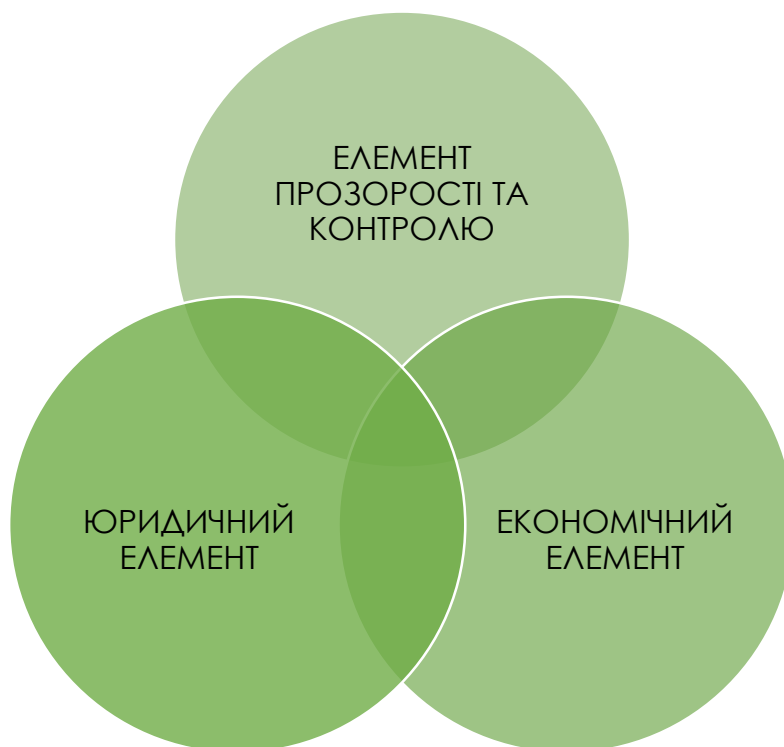 ЕЛЕМЕНТ
ПРОЗОРОСТІ ТА
КОНТРОЛЮ
ЮРИДИЧНИЙ
ЕЛЕМЕНТ
ЕКОНОМІЧНИЙ
ЕЛЕМЕНТ